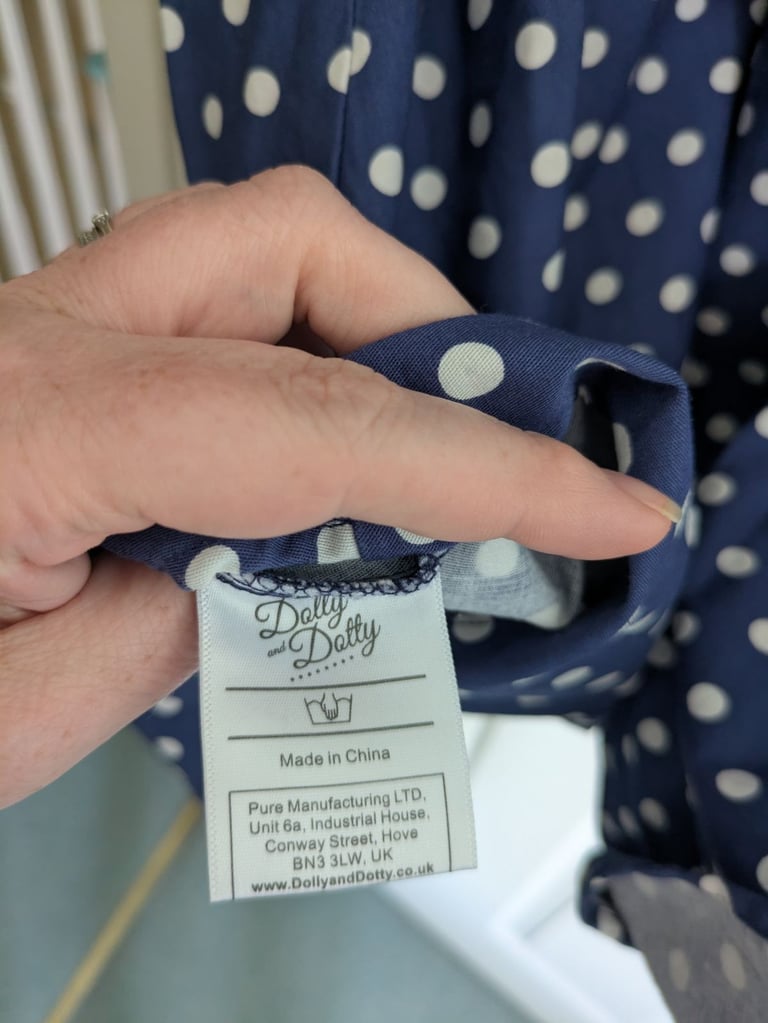 Dolly
and Dotty
Made in China
Pure Manufacturing LTD,
Unit 6a, Industrial House,
Conway Street, Hove
BN3 3LW, UK
www.DollyandDotty.co.uk